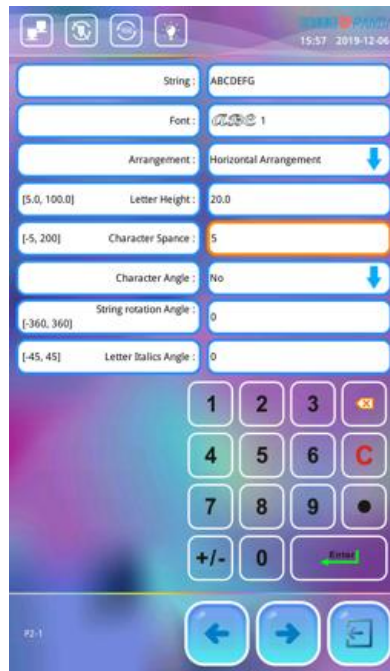 15:57 2019-12-06
String : ABCDEFG
Font : ABC 1
Arrangement : Horizontal Arrangement
[5.0, 100.0] Letter Height : 20.0
[-5, 200] Character Spance : 5
Character Angle : No
String rotation Angle :
[-360, 360] 0
[-45, 45] Letter Italics Angle : 0
1 2 3
4 5 6 C
7 8 9
+/- 0 Enter
P2-1